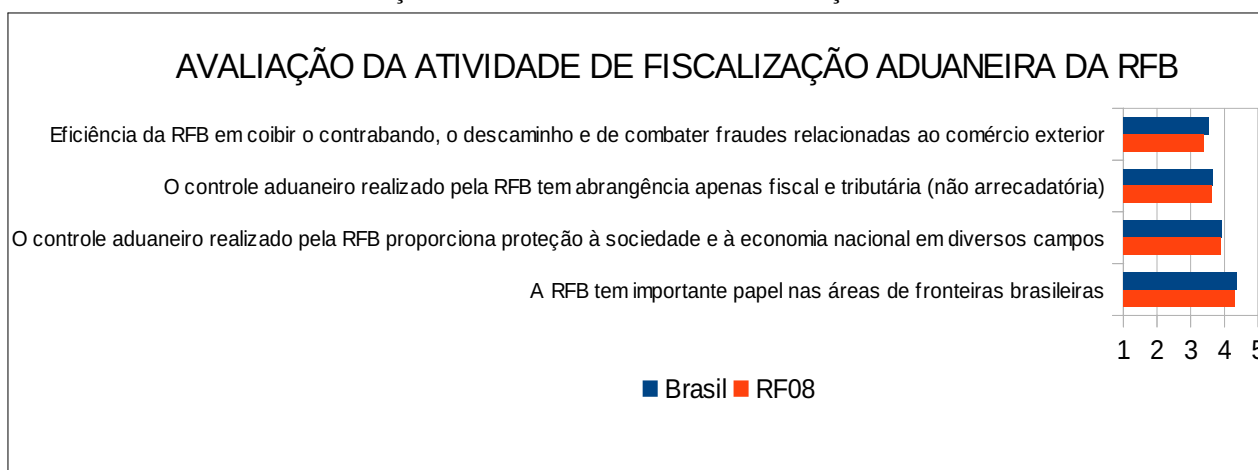 AVALIAÇÃO DA ATIVIDADE DE FISCALIZAÇÃO ADUANEIRA DA RFB
Eficiência da RFB em coibir o contrabando, o descaminho e de combater fraudes relacionadas ao comércio exterior
O controle aduaneiro realizado pela RFB tem abrangência apenas fiscal e tributária (não arrecadatória)
O controle aduaneiro realizado pela RFB proporciona proteção à sociedade e à economia nacional em diversos campos
A RFB tem importante papel nas áreas de fronteiras brasileiras
1 2 3 4 5
Brasil RF08